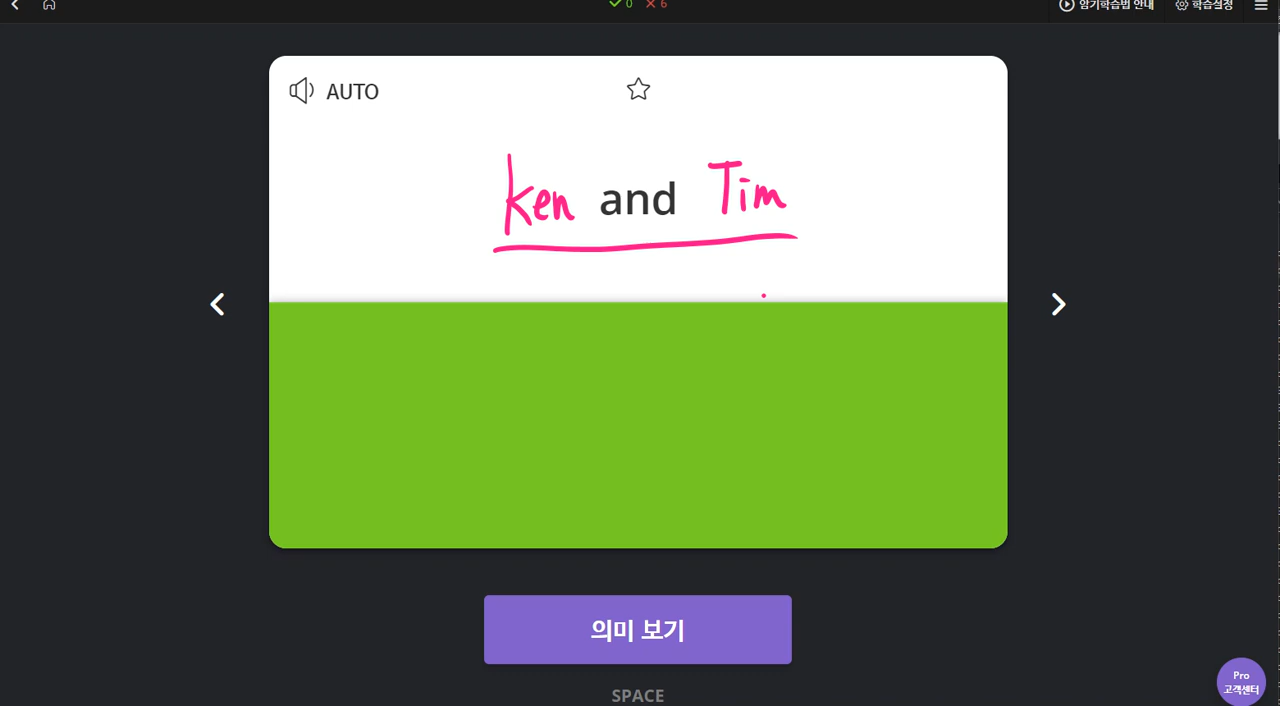 0 6 암기학습법 안내 학습설정
AUTO
ken and Tim
의미 보기
SPACE
Pro
고객센터